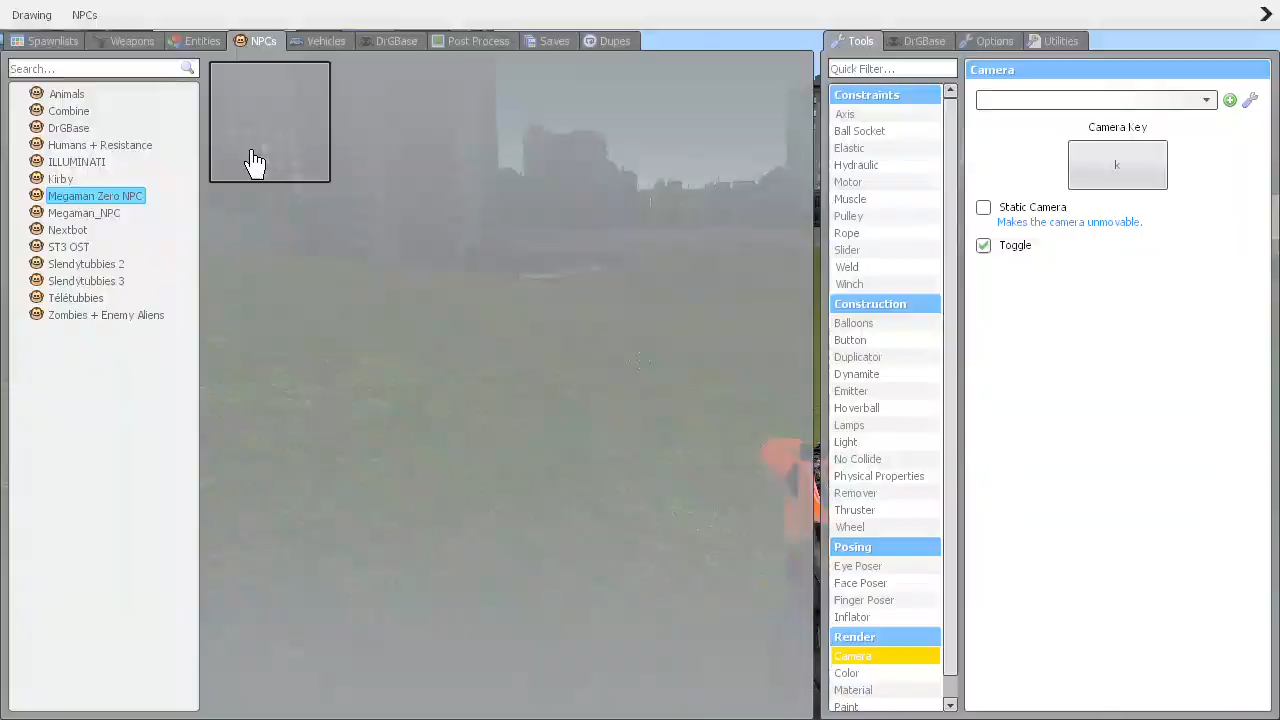 Drawing NPCs
Spawnlists Weapons Entities NPCs Vehicles DrGBase Post Process Saves Dupes
Search...
Animals
Combine
DrGBase
Humans + Resistance
ILLUMINATI
Kirby
Megaman Zero NPC
Megaman_NPC
Nextbot
ST3 OST
Slendytubbies 2
Slendytubbies 3
Télétubbies
Zombies + Enemy Aliens
Tools DrGBase Options Utilities
Quick Filter...
Constraints
Axis
Ball Socket
Elastic
Hydraulic
Motor
Muscle
Pulley
Rope
Slider
Weld
Winch
Construction
Balloons
Button
Duplicator
Dynamite
Emitter
Hoverball
Lamps
Light
No Collide
Physical Properties
Remover
Thruster
Wheel
Posing
Eye Poser
Face Poser
Finger Poser
Inflator
Render
Camera
Color
Material
Paint
Camera
Camera Key
k
Static Camera
Makes the camera unmovable.
Toggle